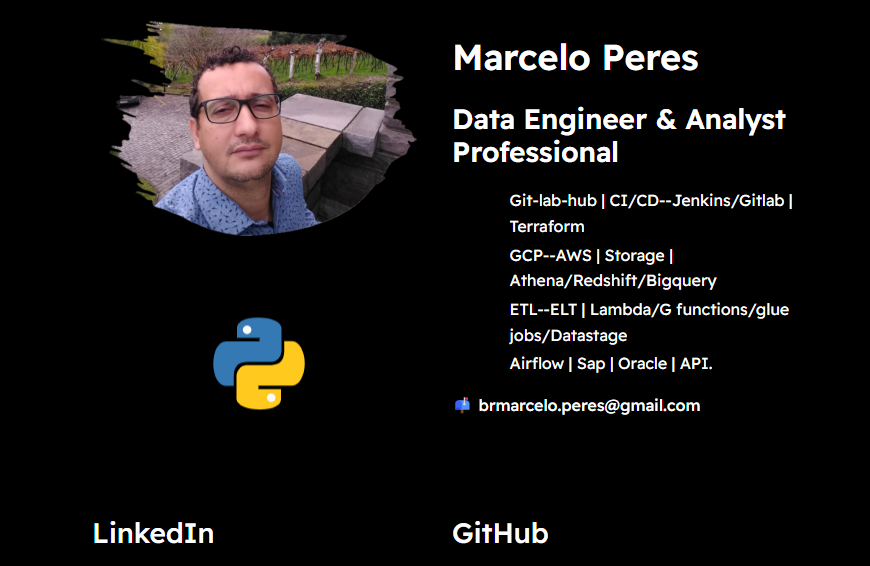 Marcelo Peres
Data Engineer & Analyst
Professional
Git-lab-hub | CI/CD--Jenkins/Gitlab |
Terraform
GCP--AWS | Storage |
Athena/Redshift/Bigquery
ETL--ELT | Lambda/G functions/glue
jobs/Datastage
Airflow | Sap | Oracle | API.
brmarcelo.peres@gmail.com
LinkedIn
GitHub